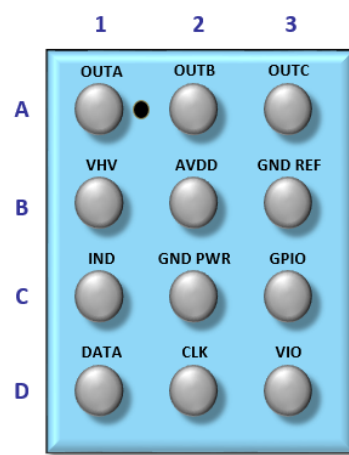 1 2 3
OUTA OUTB OUTC
A
VHV AVDD GND REF
B
IND GND PWR GPIO
C
DATA CLK VIO
D